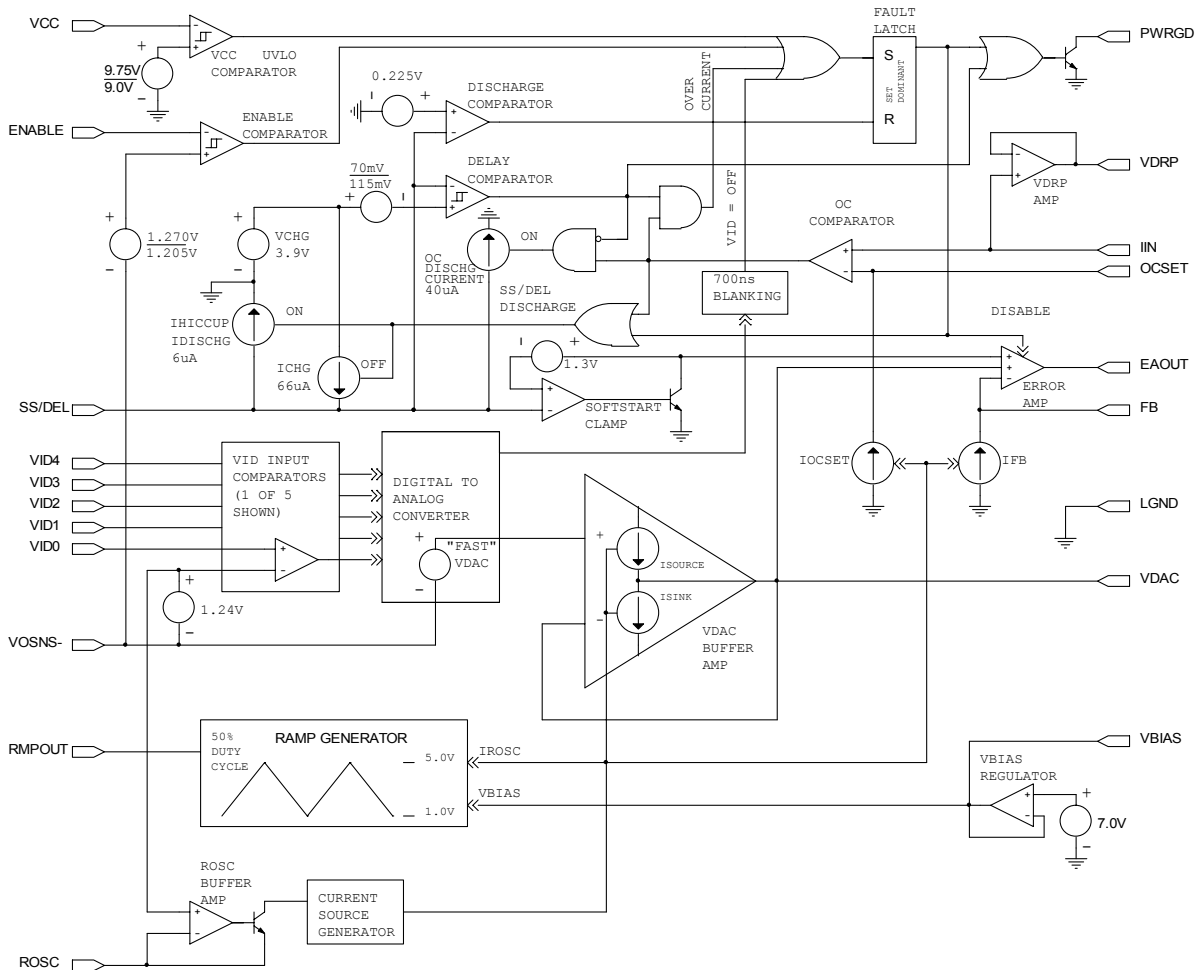 VCC
9.75V
9.0V
VCC UVLO
COMPARATOR
ENABLE
ENABLE
COMPARATOR
0.225V
DISCHARGE
COMPARATOR
OVER
CURRENT
FAULT
LATCH
S
SET
DOMINANT
R
PWRGD
VDRP
VDRP
AMP
70mV
115mV
DELAY
COMPARATOR
1.270V
1.205V
VCHG
3.9V
OC
DISCHG
CURRENT
40uA
ON
SS/DEL
DISCHARGE
VID = OFF
OC
COMPARATOR
IIN
OCSET
700ns
BLANKING
DISABLE
IHICCUP
IDISCHG
6uA
ON
ICHG
66uA
OFF
1.3V
SOFTSTART
CLAMP
ERROR
AMP
EAOUT
FB
SS/DEL
VID4
VID3
VID2
VID1
VID0
VID INPUT
COMPARATORS
(1 OF 5
SHOWN)
DIGITAL TO
ANALOG
CONVERTER
"FAST"
VDAC
1.24V
VOSNS-
ISOURCE
ISINK
VDAC
BUFFER
AMP
IOCSET
IFB
LGND
VDAC
RMPOUT
50%
DUTY
CYCLE
RAMP GENERATOR
5.0V
1.0V
IROSC
VBIAS
VBIAS
REGULATOR
7.0V
VBIAS
ROSC
BUFFER
AMP
CURRENT
SOURCE
GENERATOR
ROSC